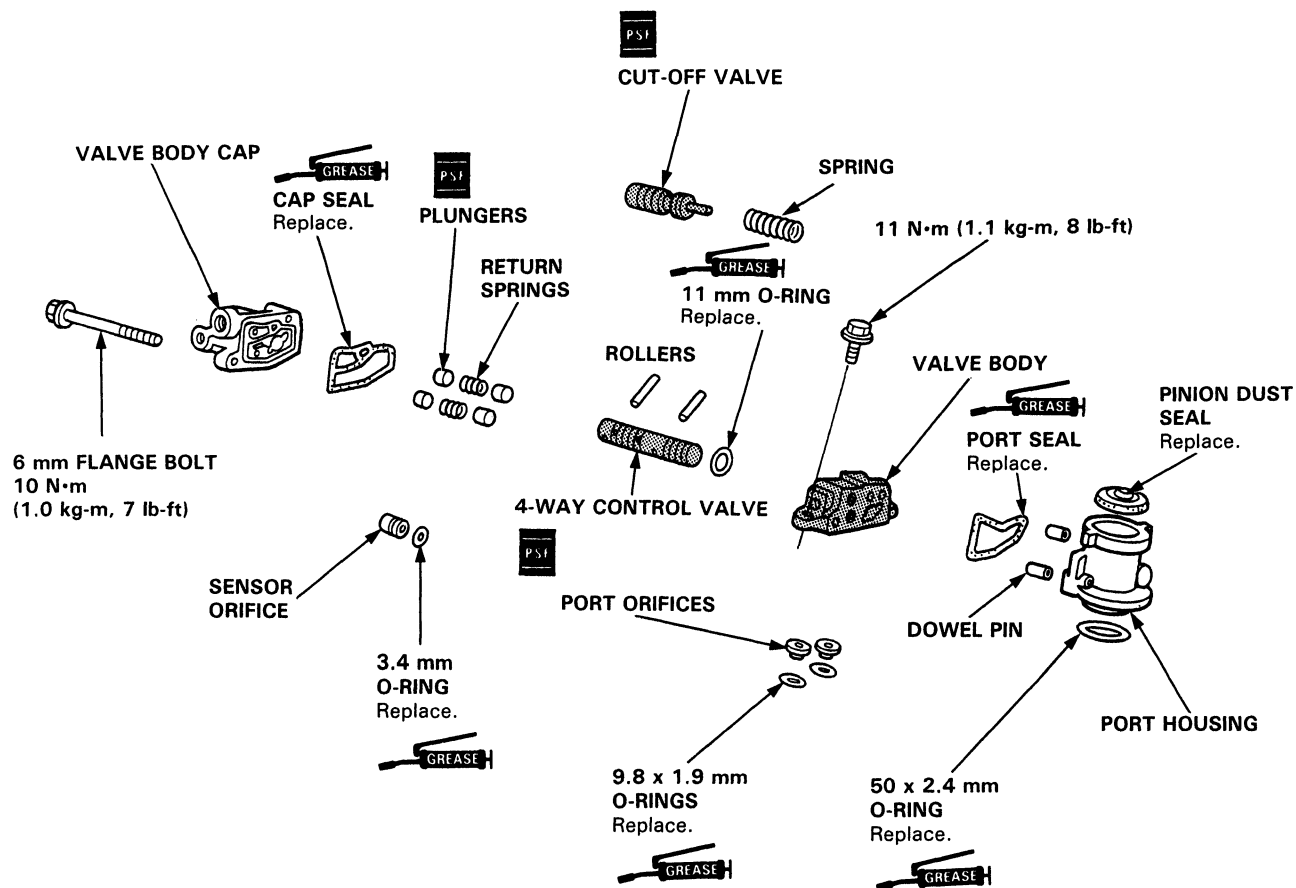 PSF
CUT-OFF VALVE
VALVE BODY CAP
GREASE
CAP SEAL
Replace.
PSF
PLUNGERS
RETURN
SPRINGS
SPRING
11 N•m (1.1 kg-m, 8 lb-ft)
GREASE
11 mm O-RING
Replace.
ROLLERS
VALVE BODY
GREASE
PORT SEAL
Replace.
PINION DUST
SEAL
Replace.
6 mm FLANGE BOLT
10 N•m
(1.0 kg-m, 7 lb-ft)
4-WAY CONTROL VALVE
PSF
SENSOR
ORIFICE
PORT ORIFICES
DOWEL PIN
3.4 mm
O-RING
Replace.
GREASE
PORT HOUSING
9.8 x 1.9 mm
O-RINGS
Replace.
GREASE
50 x 2.4 mm
O-RING
Replace.
GREASE